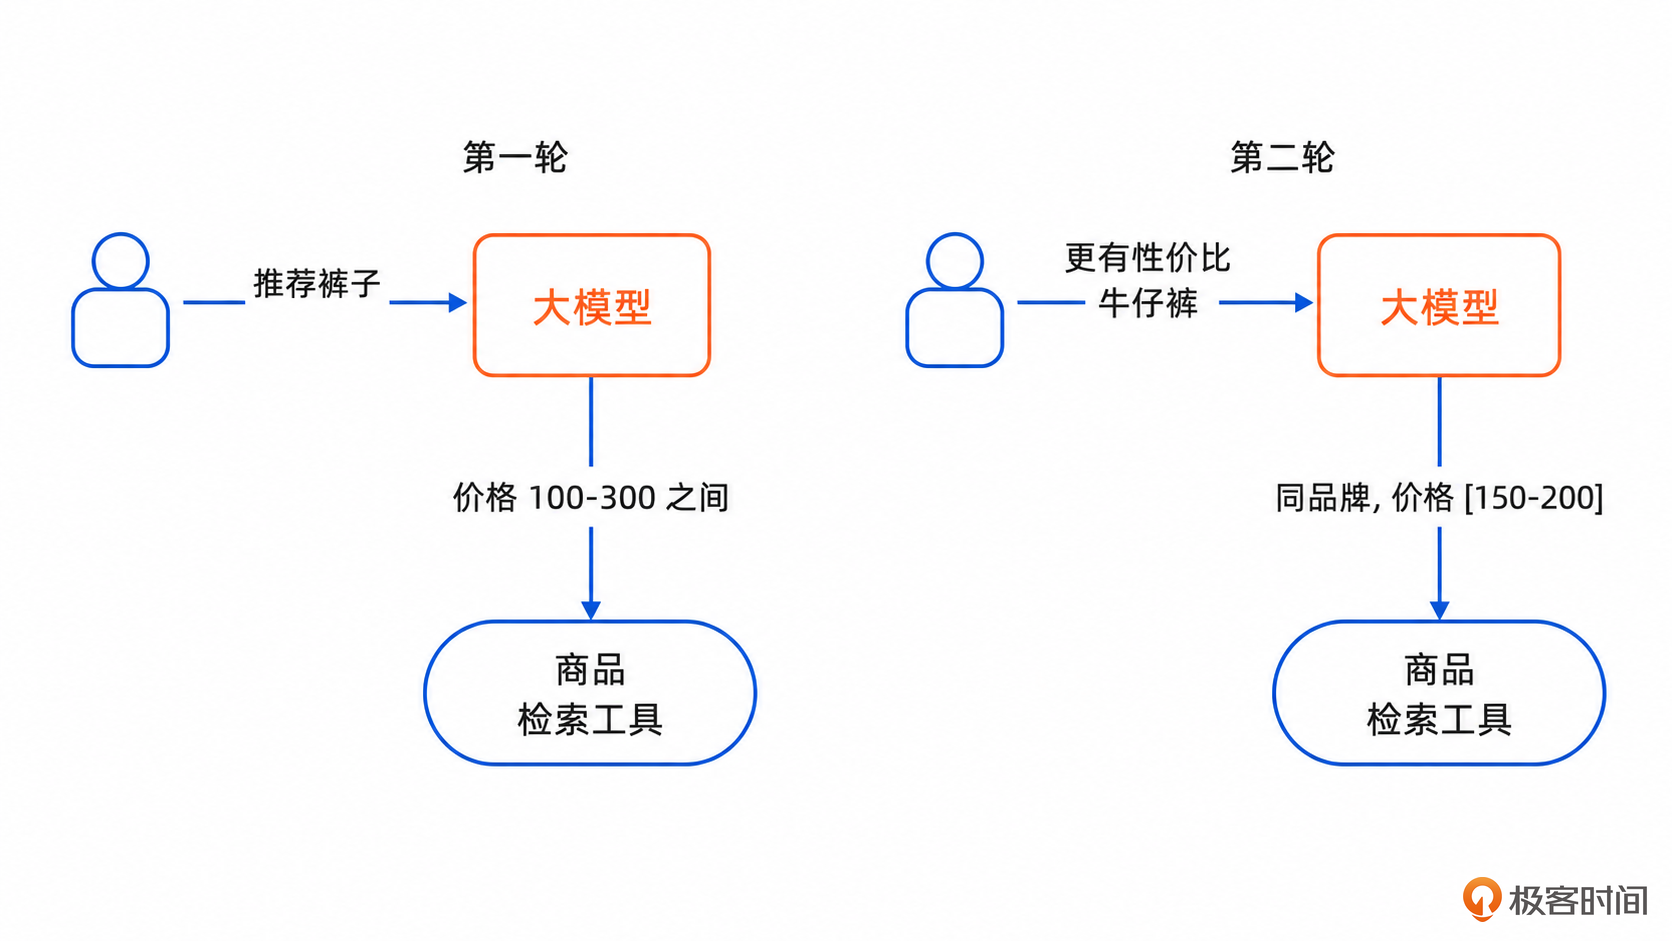 第一轮
推荐裤子
大模型
价格 100-300 之间
商品
检索工具
第二轮
更有性价比
牛仔裤
大模型
同品牌, 价格 [150-200]
商品
检索工具
极客时间